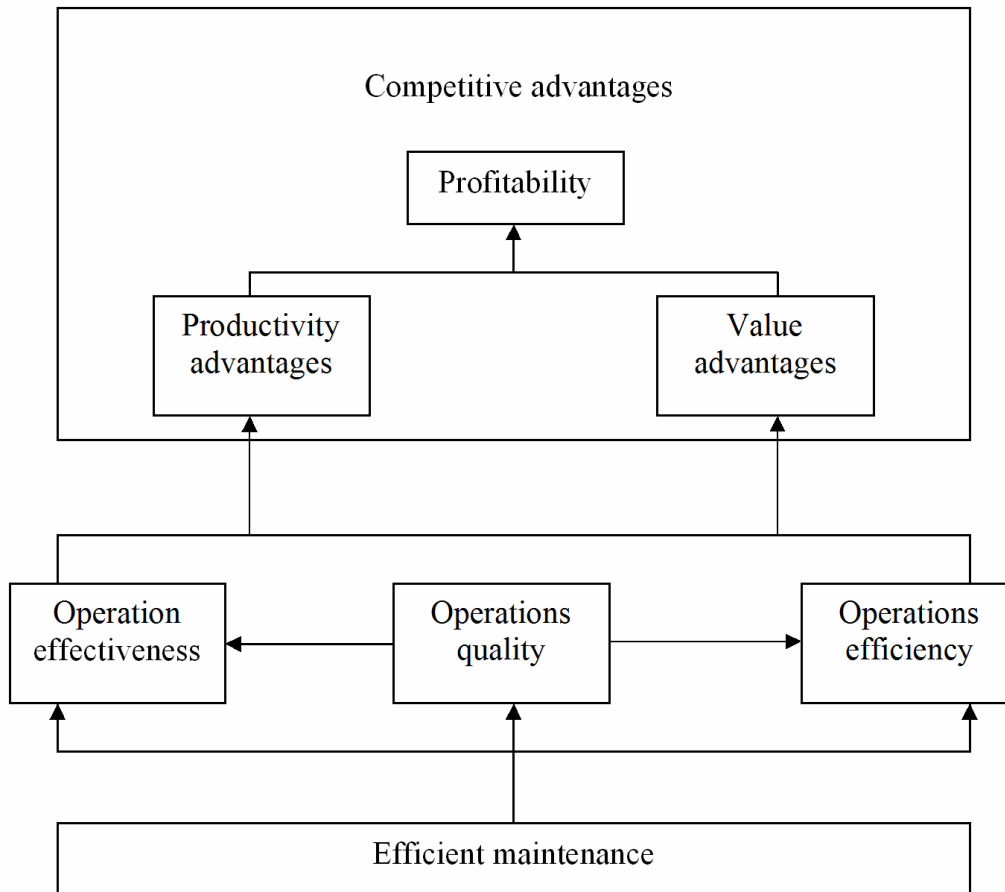 Competitive advantages
Profitability
Productivity
advantages
Value
advantages
Operation
effectiveness
Operations
quality
Operations
efficiency
Efficient maintenance